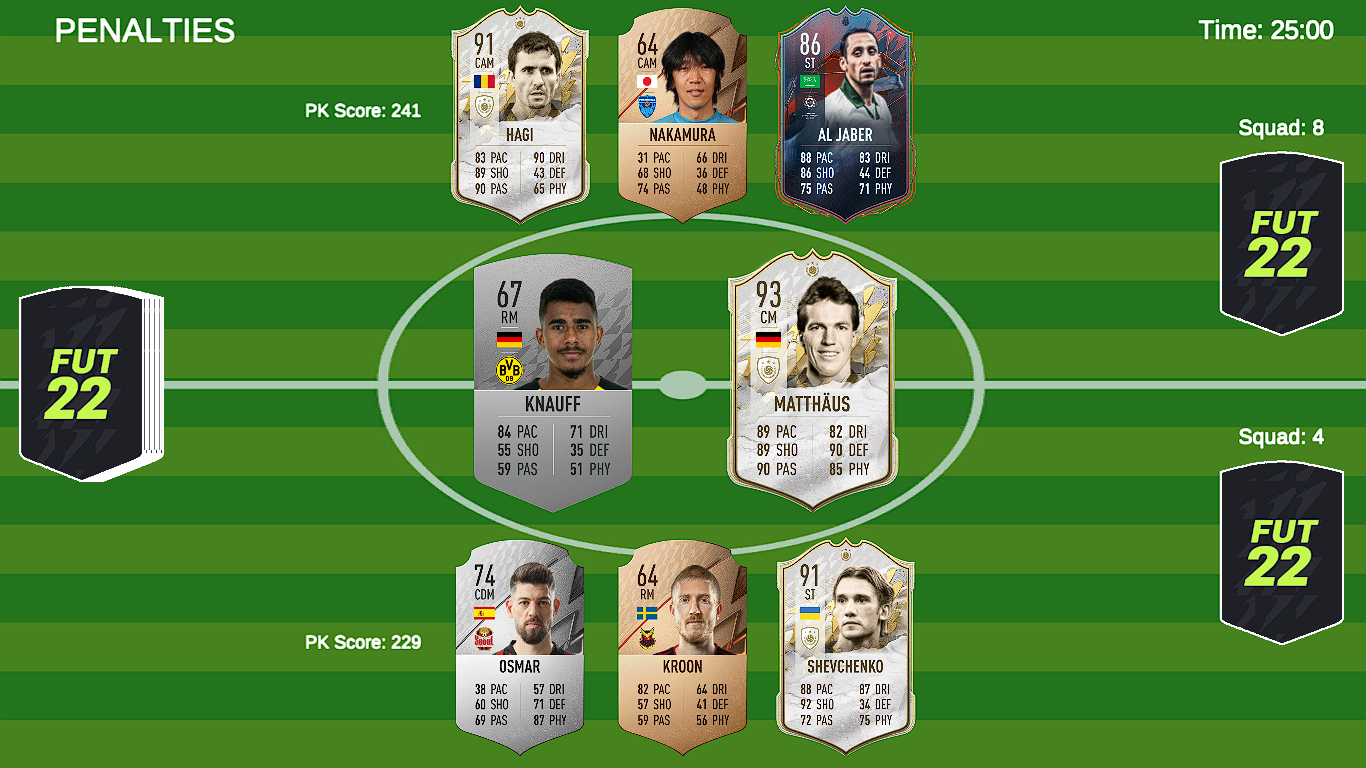 PENALTIES
Time: 25:00
PK Score: 241
91
CAM
HAGI
83 PAC 90 DRI
89 SHO 43 DEF
90 PAS 65 PHY
64
CAM
NAKAMURA
31 PAC 66 DRI
68 SHO 36 DEF
74 PAS 48 PHY
86
ST
AL JABER
88 PAC 83 DRI
86 SHO 44 DEF
75 PAS 71 PHY
Squad: 8
FUT
22
FUT
22
67
RM
BVB
09
KNAUFF
84 PAC 71 DRI
55 SHO 35 DEF
59 PAS 51 PHY
93
CM
MATTHÄUS
89 PAC 82 DRI
89 SHO 90 DEF
90 PAS 85 PHY
Squad: 4
FUT
22
PK Score: 229
74
CDM
Seoul
OSMAR
38 PAC 57 DRI
60 SHO 71 DEF
69 PAS 87 PHY
64
RM
KROON
82 PAC 64 DRI
57 SHO 41 DEF
59 PAS 56 PHY
91
ST
SHEVCHENKO
88 PAC 87 DRI
92 SHO 34 DEF
72 PAS 75 PHY